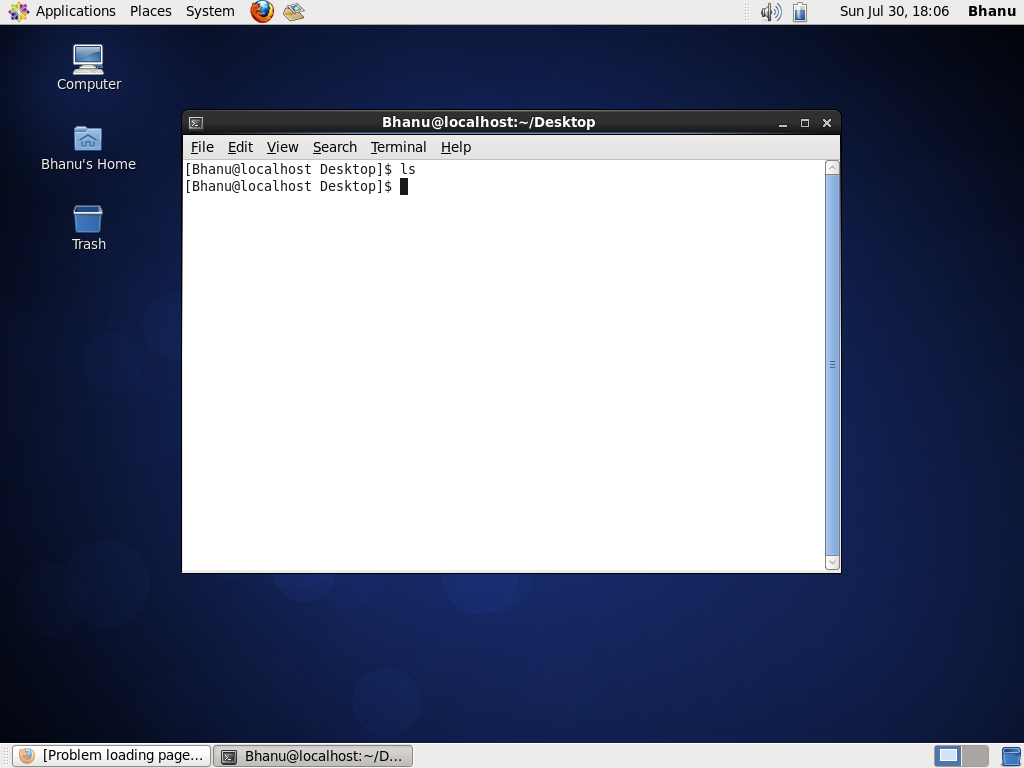 Applications Places System Sun Jul 30, 18:06 Bhanu
Computer
Bhanu's Home
Trash
Bhanu@localhost:~/Desktop
File Edit View Search Terminal Help
[Bhanu@localhost Desktop]$ ls
[Bhanu@localhost Desktop]$
[Problem loading page... Bhanu@localhost:~/D...